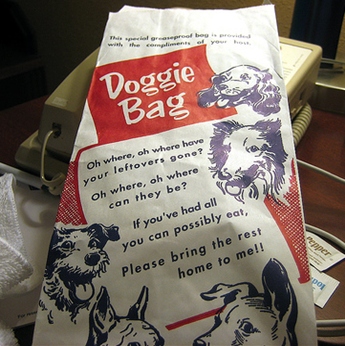 This special greaseproof bag is provided
with the compliments of your host.
Doggie
Bag
Oh where, oh where have
your leftovers gone?
Oh where, oh where
can they be?
If you've had all
you can possibly eat,
Please bring the rest
home to me!!
Pepper